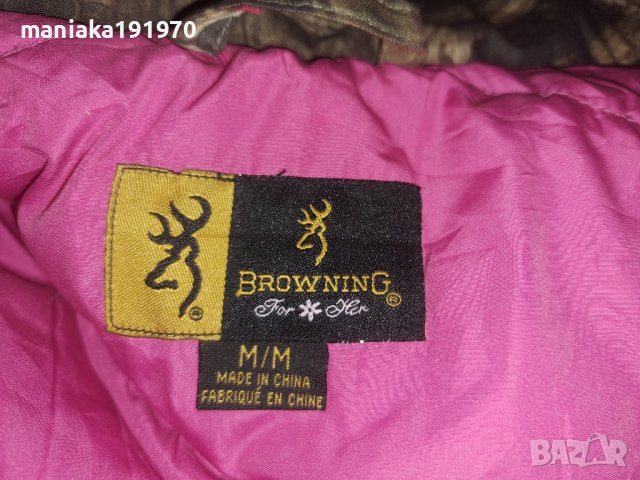 maniaka191970
BROWNING®
For Her
M/M
MADE IN CHINA
FABRIQUÉ EN CHINE
BAZAR